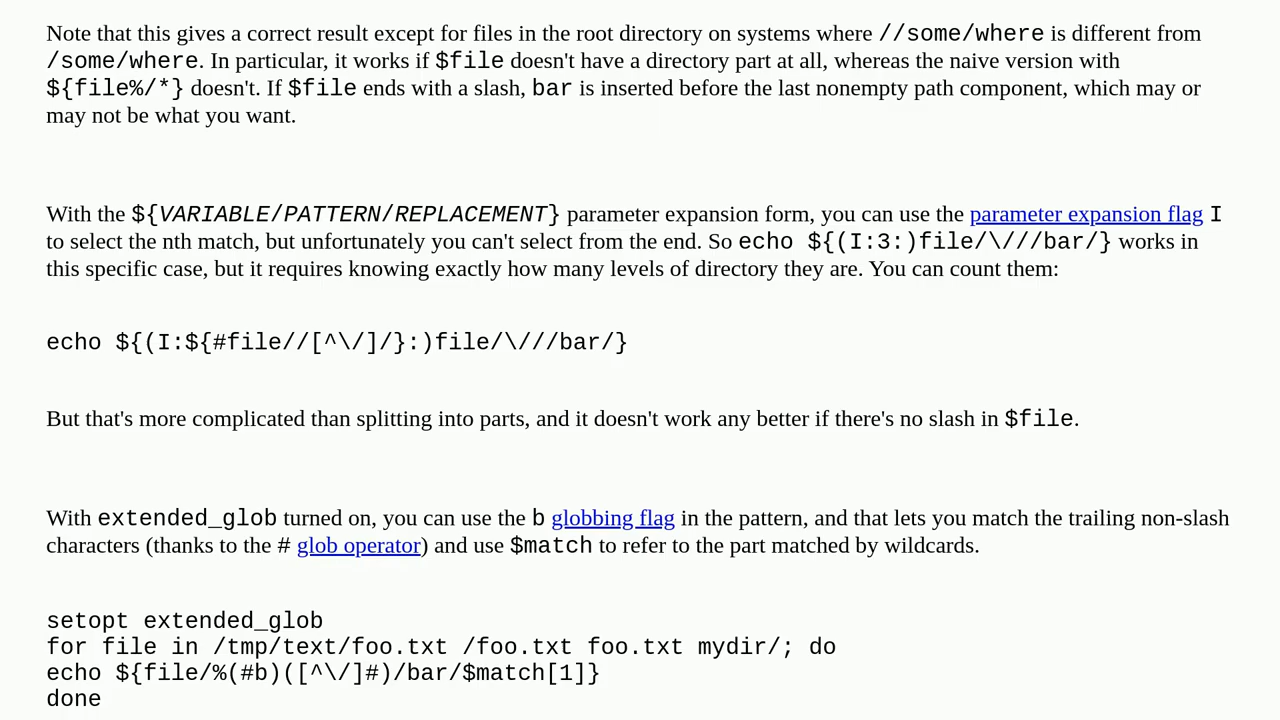 Note that this gives a correct result except for files in the root directory on systems where //some/where is different from
/some/where. In particular, it works if $file doesn't have a directory part at all, whereas the naive version with
${file%/*} doesn't. If $file ends with a slash, bar is inserted before the last nonempty path component, which may or
may not be what you want.
With the ${VARIABLE/PATTERN/REPLACEMENT} parameter expansion form, you can use the parameter expansion flag I
to select the nth match, but unfortunately you can't select from the end. So echo ${(I:3:)file/\///bar/} works in
this specific case, but it requires knowing exactly how many levels of directory they are. You can count them:
echo ${(I:${#file//[^\/]/}:)file/\///bar/}
But that's more complicated than splitting into parts, and it doesn't work any better if there's no slash in $file.
With extended_glob turned on, you can use the b globbing flag in the pattern, and that lets you match the trailing non-slash
characters (thanks to the # glob operator) and use $match to refer to the part matched by wildcards.
setopt extended_glob
for file in /tmp/text/foo.txt /foo.txt foo.txt mydir/; do
echo ${file/%(#b)([^\/]#)/bar/$match[1]}
done